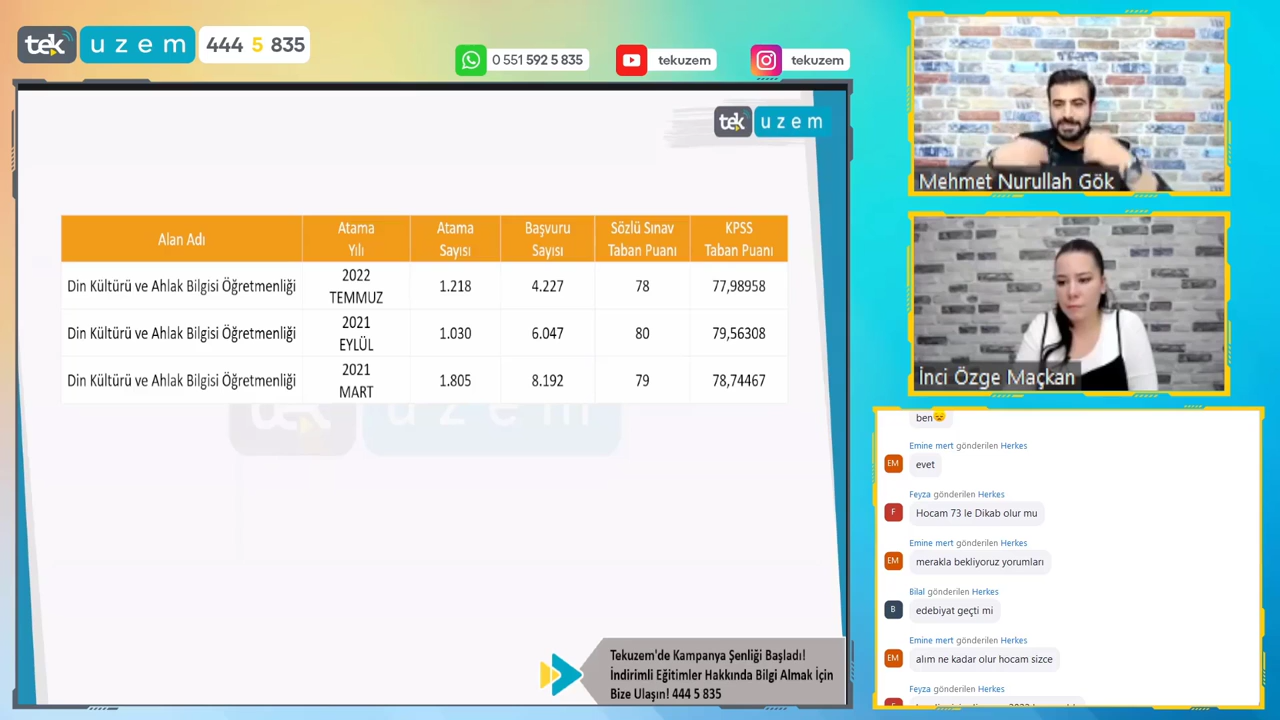 tek uzem 444 5 835
0 551 592 5 835
tekuzem
tekuzem
tek uzem
Alan Adı | Atama Yılı | Atama Sayısı | Başvuru Sayısı | Sözlü Sınav Taban Puanı | KPSS Taban Puanı
Din Kültürü ve Ahlak Bilgisi Öğretmenliği | 2022 TEMMUZ | 1.218 | 4.227 | 78 | 77,98958
Din Kültürü ve Ahlak Bilgisi Öğretmenliği | 2021 EYLÜL | 1.030 | 6.047 | 80 | 79,56308
Din Kültürü ve Ahlak Bilgisi Öğretmenliği | 2021 MART | 1.805 | 8.192 | 79 | 78,74467
tek uzem
Tekuzem'de Kampanya Şenliği Başladı!
İndirimli Eğitimler Hakkında Bilgi Almak İçin
Bize Ulaşın! 444 5 835
Mehmet Nurullah Gök
İnci Özge Maçkan
ben😞
Emine mert gönderilen Herkes
EM
evet
Feyza gönderilen Herkes
F
Hocam 73 le Dikab olur mu
Emine mert gönderilen Herkes
EM
merakla bekliyoruz yorumları
Bilal gönderilen Herkes
B
edebiyat geçti mi
Emine mert gönderilen Herkes
EM
alım ne kadar olur hocam sizce
Feyza gönderilen Herkes